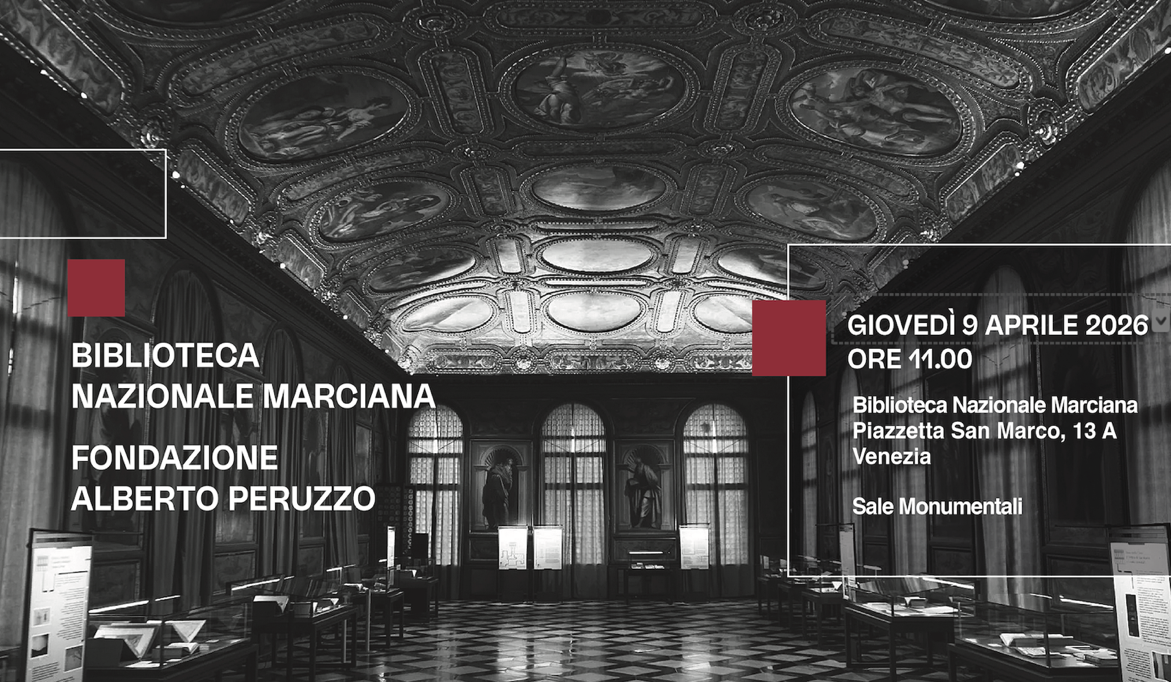 BIBLIOTECA
NAZIONALE MARCIANA
FONDAZIONE
ALBERTO PERUZZO
GIOVEDÌ 9 APRILE 2026
ORE 11.00
Biblioteca Nazionale Marciana
Piazzetta San Marco, 13 A
Venezia
Sale Monumentali